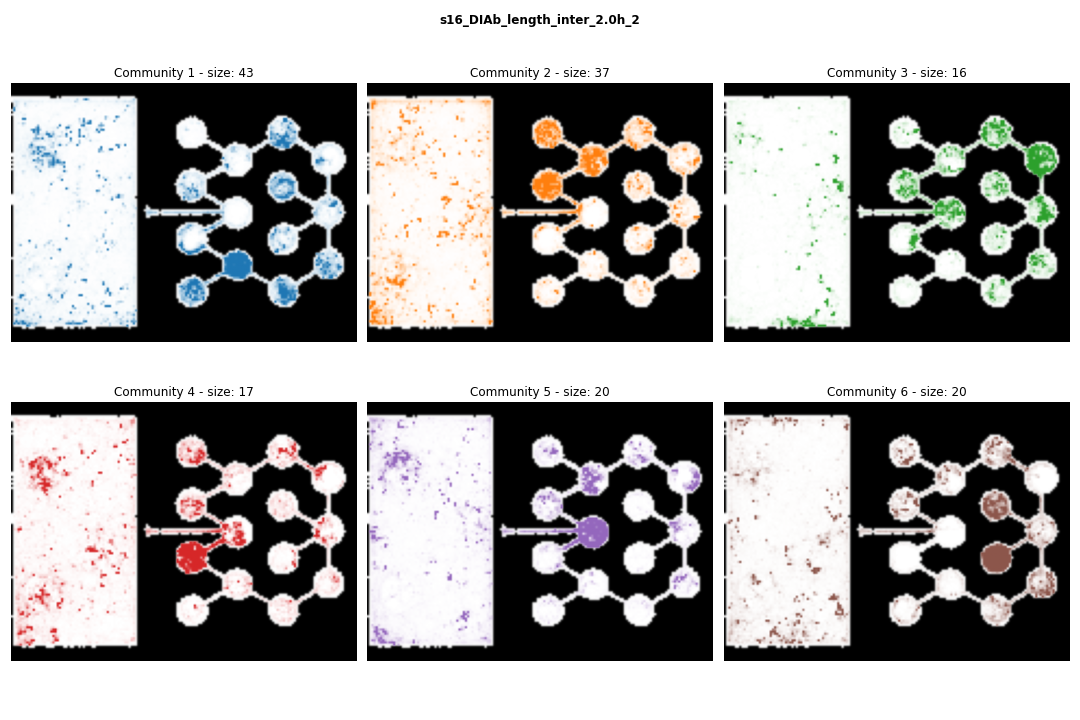 s16_DIAb_length_inter_2.0h_2
Community 1 - size: 43
Community 2 - size: 37
Community 3 - size: 16
Community 4 - size: 17
Community 5 - size: 20
Community 6 - size: 20